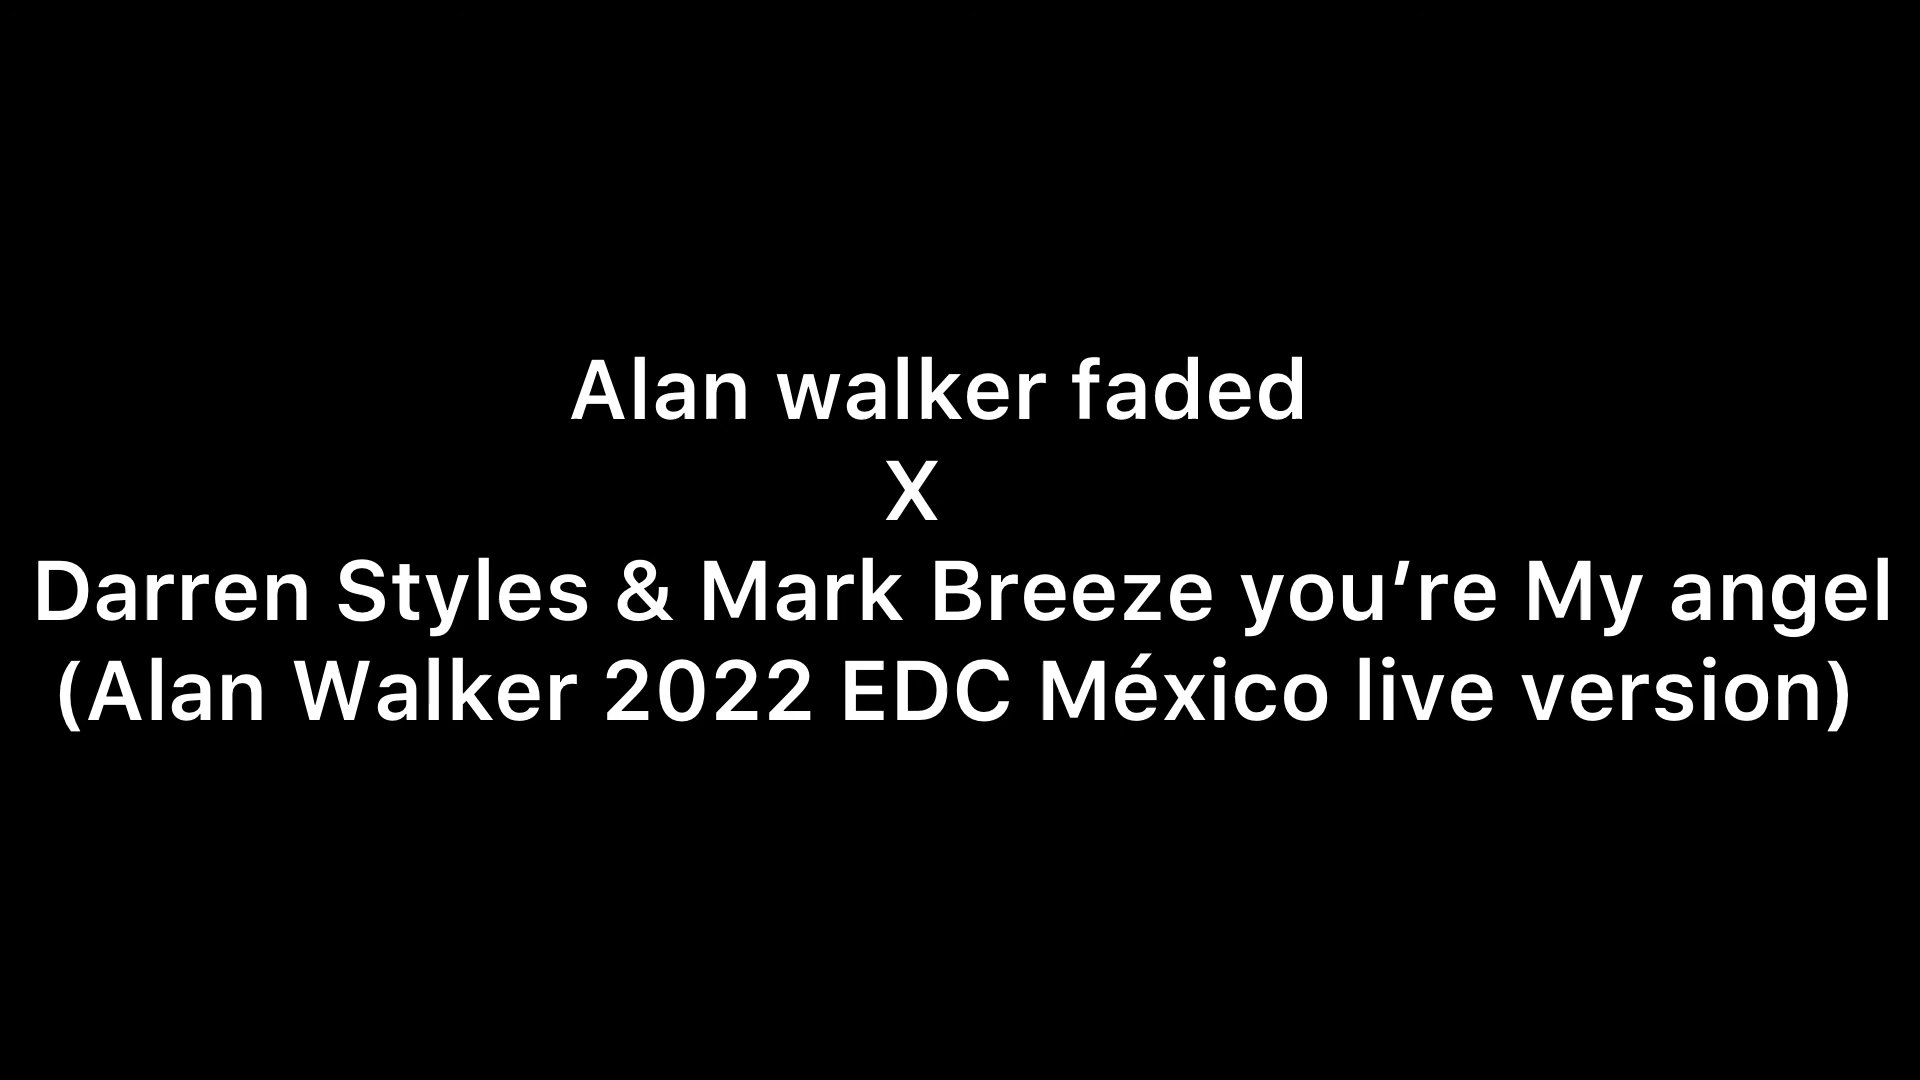 Alan walker faded
X
Darren Styles & Mark Breeze you’re My angel
(Alan Walker 2022 EDC México live version)